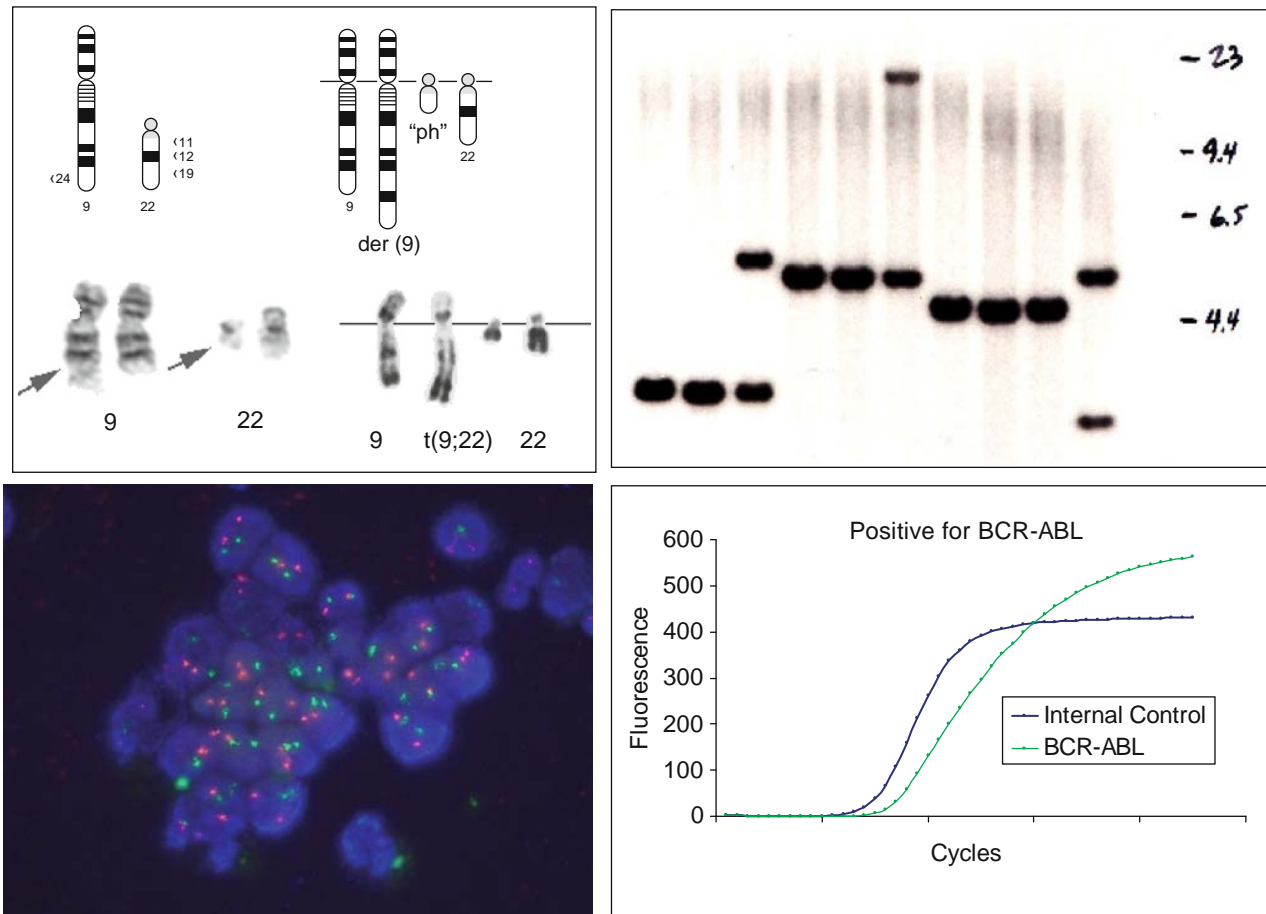 ‹24
9
‹11
‹12
‹19
22
9
der (9)
"ph"
22
9
22
9
t(9;22)
22
- 23
- 9.4
- 6.5
- 4.4
Positive for BCR-ABL
600
500
400
300
200
100
0
Fluorescence
Internal Control
BCR-ABL
Cycles